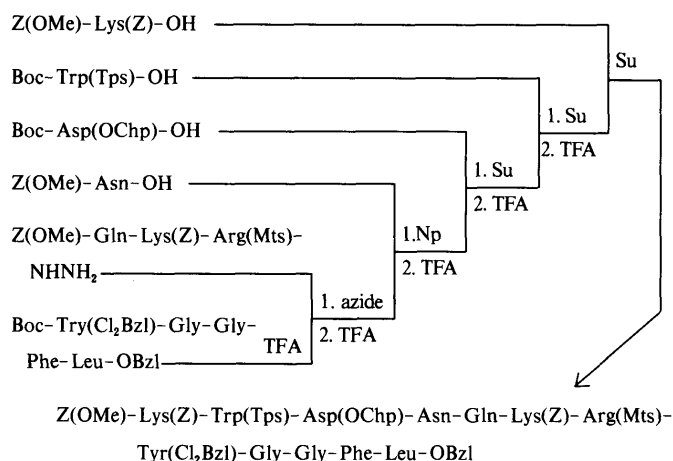 Z(OMe)-Lys(Z)-OH
Su
Boc-Trp(Tps)-OH
1. Su
2. TFA
Boc-Asp(OChp)-OH
1. Su
2. TFA
Z(OMe)-Asn-OH
1.Np
2. TFA
Z(OMe)-Gln-Lys(Z)-Arg(Mts)-
NHNH₂
1. azide
2. TFA
Boc-Try(Cl₂Bzl)-Gly-Gly-
TFA
Phe-Leu-OBzl
Z(OMe)-Lys(Z)-Trp(Tps)-Asp(OChp)-Asn-Gln-Lys(Z)-Arg(Mts)-
Tyr(Cl₂Bzl)-Gly-Gly-Phe-Leu-OBzl